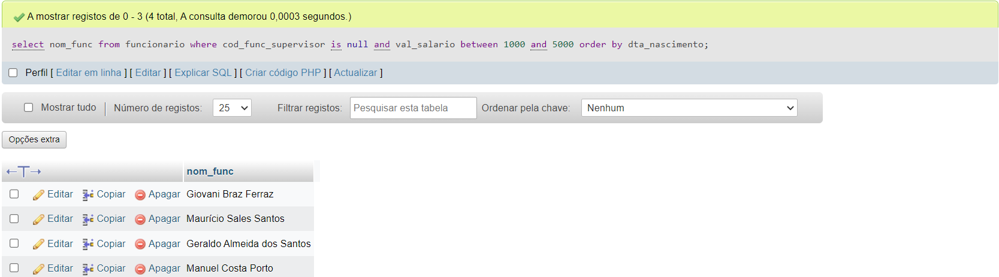 A mostrar registos de 0 - 3 (4 total, A consulta demorou 0,0003 segundos.)
select nom_func from funcionario where cod_func_supervisor is null and val_salario between 1000 and 5000 order by dta_nascimento;
Perfil [ Editar em linha ] [ Editar ] [ Explicar SQL ] [ Criar código PHP ] [ Actualizar ]
Mostrar tudo | Número de registos: 25 Filtrar registos: Pesquisar esta tabela Ordenar pela chave: Nenhum
Opções extra
←T→ nom_func
Editar Copiar Apagar Giovani Braz Ferraz
Editar Copiar Apagar Maurício Sales Santos
Editar Copiar Apagar Geraldo Almeida dos Santos
Editar Copiar Apagar Manuel Costa Porto